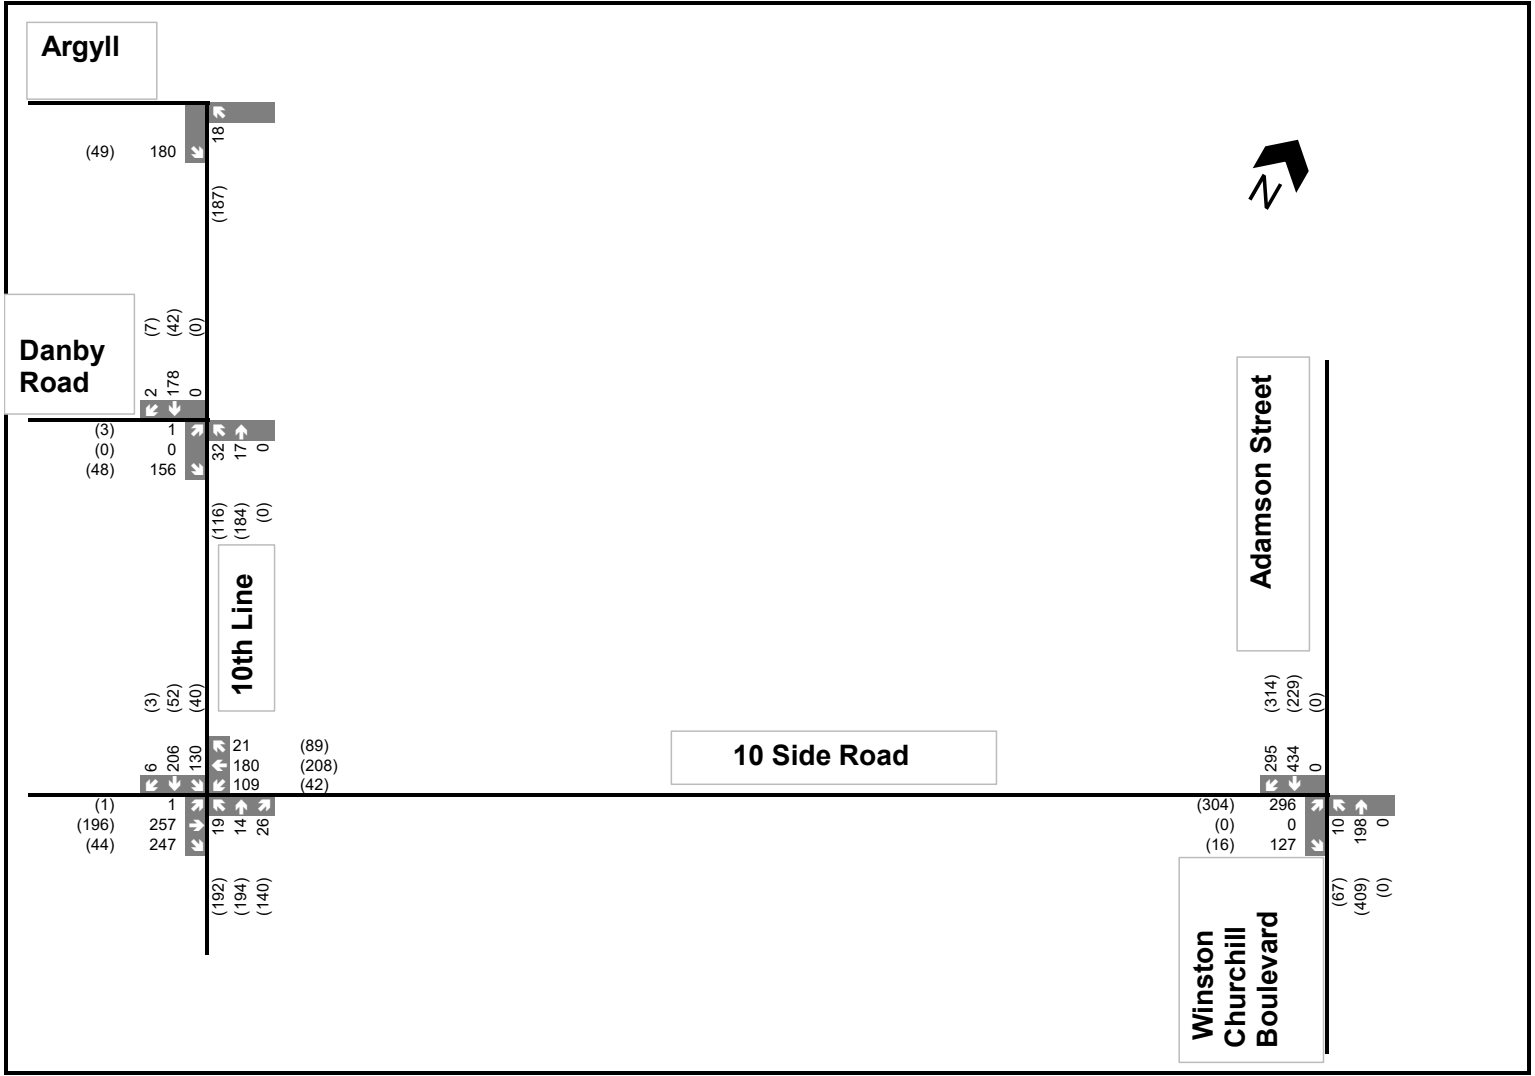 Argyll
18
(49) 180
(187)
(7) (42) (0)
Danby
Road
2 178 0
(3) 1
(0) 0
(48) 156
32 17 0
(116) (184) (0)
10th Line
(3) (52) (40)
6 206 130
21 (89)
180 (208)
109 (42)
(1) 1
(196) 257
(44) 247
19 14 26
(192) (194) (140)
10 Side Road
N
Adamson Street
(314) (229) (0)
295 434 0
(304) 296
(0) 0
(16) 127
10 198 0
(67) (409) (0)
Winston
Churchill
Boulevard